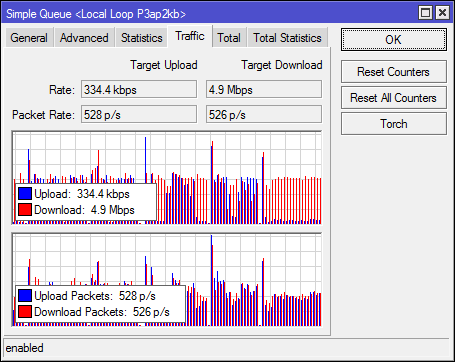 Simple Queue <Local Loop P3ap2kb>
General Advanced Statistics Traffic Total Total Statistics
Target Upload Target Download
Rate: 334.4 kbps 4.9 Mbps
Packet Rate: 528 p/s 526 p/s
Upload: 334.4 kbps
Download: 4.9 Mbps
Upload Packets: 528 p/s
Download Packets: 526 p/s
OK
Reset Counters
Reset All Counters
Torch
enabled